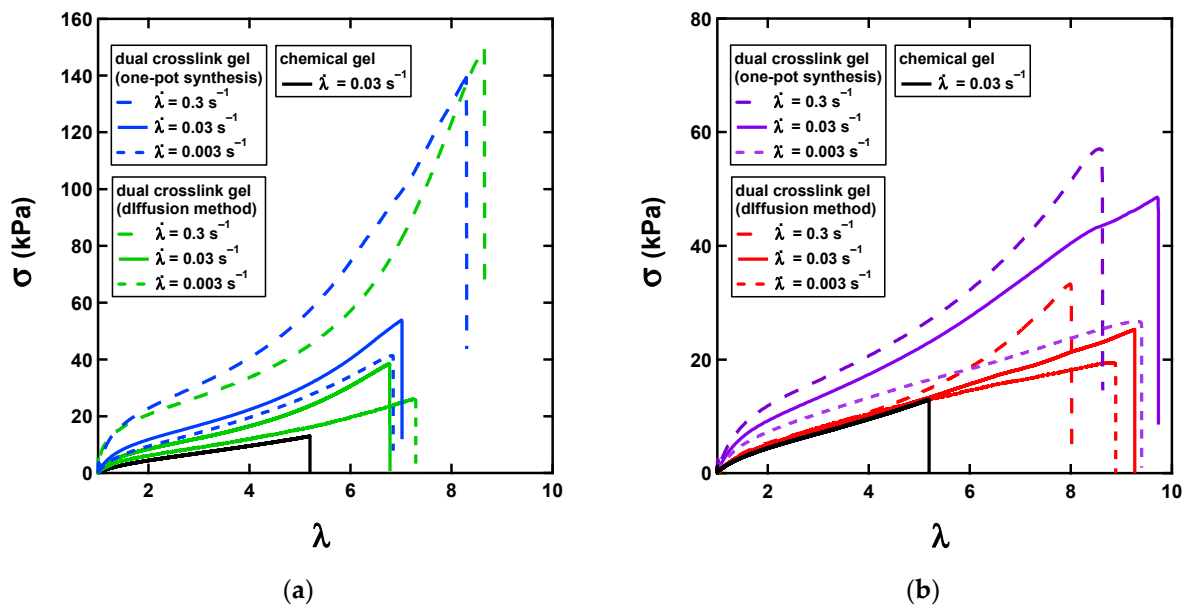 160
140
120
100
80
60
40
20
0
σ (kPa)
dual crosslink gel
(one-pot synthesis)
λ̇ = 0.3 s⁻¹
λ̇ = 0.03 s⁻¹
λ̇ = 0.003 s⁻¹
chemical gel
λ̇ = 0.03 s⁻¹
dual crosslink gel
(dIffusion method)
λ̇ = 0.3 s⁻¹
λ̇ = 0.03 s⁻¹
λ̇ = 0.003 s⁻¹
2 4 6 8 10
λ
(a)
80
60
40
20
0
σ (kPa)
dual crosslink gel
(one-pot synthesis)
λ̇ = 0.3 s⁻¹
λ̇ = 0.03 s⁻¹
λ̇ = 0.003 s⁻¹
chemical gel
λ̇ = 0.03 s⁻¹
dual crosslink gel
(dIffusion method)
λ̇ = 0.3 s⁻¹
λ̇ = 0.03 s⁻¹
λ̇ = 0.003 s⁻¹
2 4 6 8 10
λ
(b)